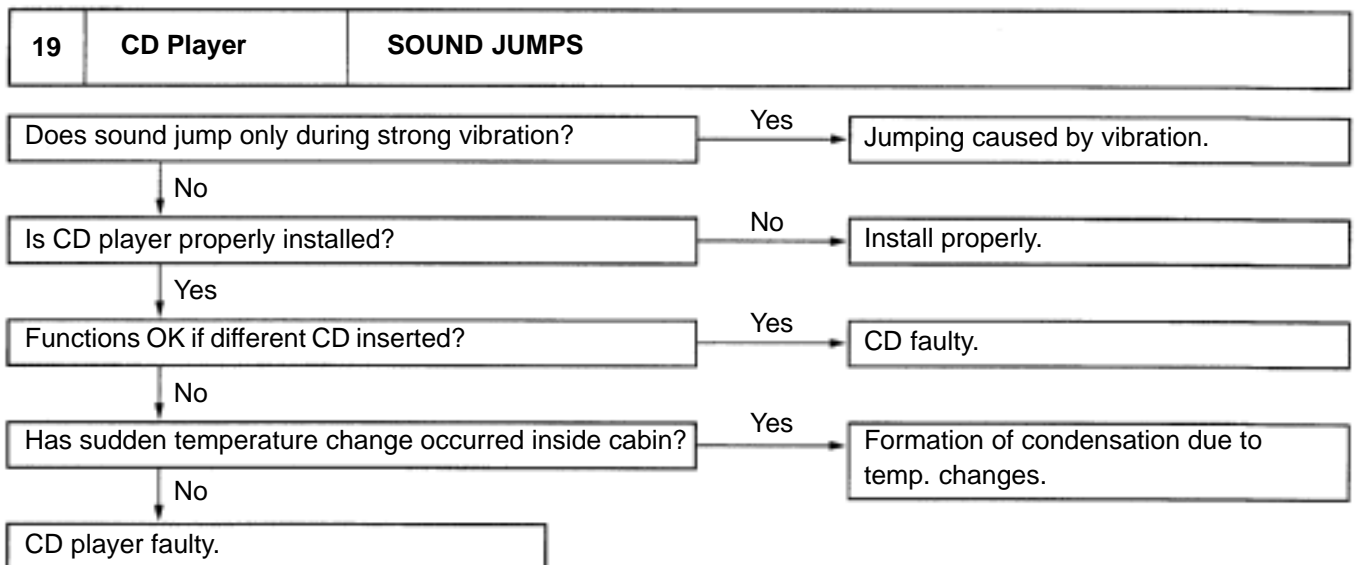 19 CD Player SOUND JUMPS
Does sound jump only during strong vibration?
Yes
Jumping caused by vibration.
No
Is CD player properly installed?
No
Install properly.
Yes
Functions OK if different CD inserted?
Yes
CD faulty.
No
Has sudden temperature change occurred inside cabin?
Yes
Formation of condensation due to
temp. changes.
No
CD player faulty.